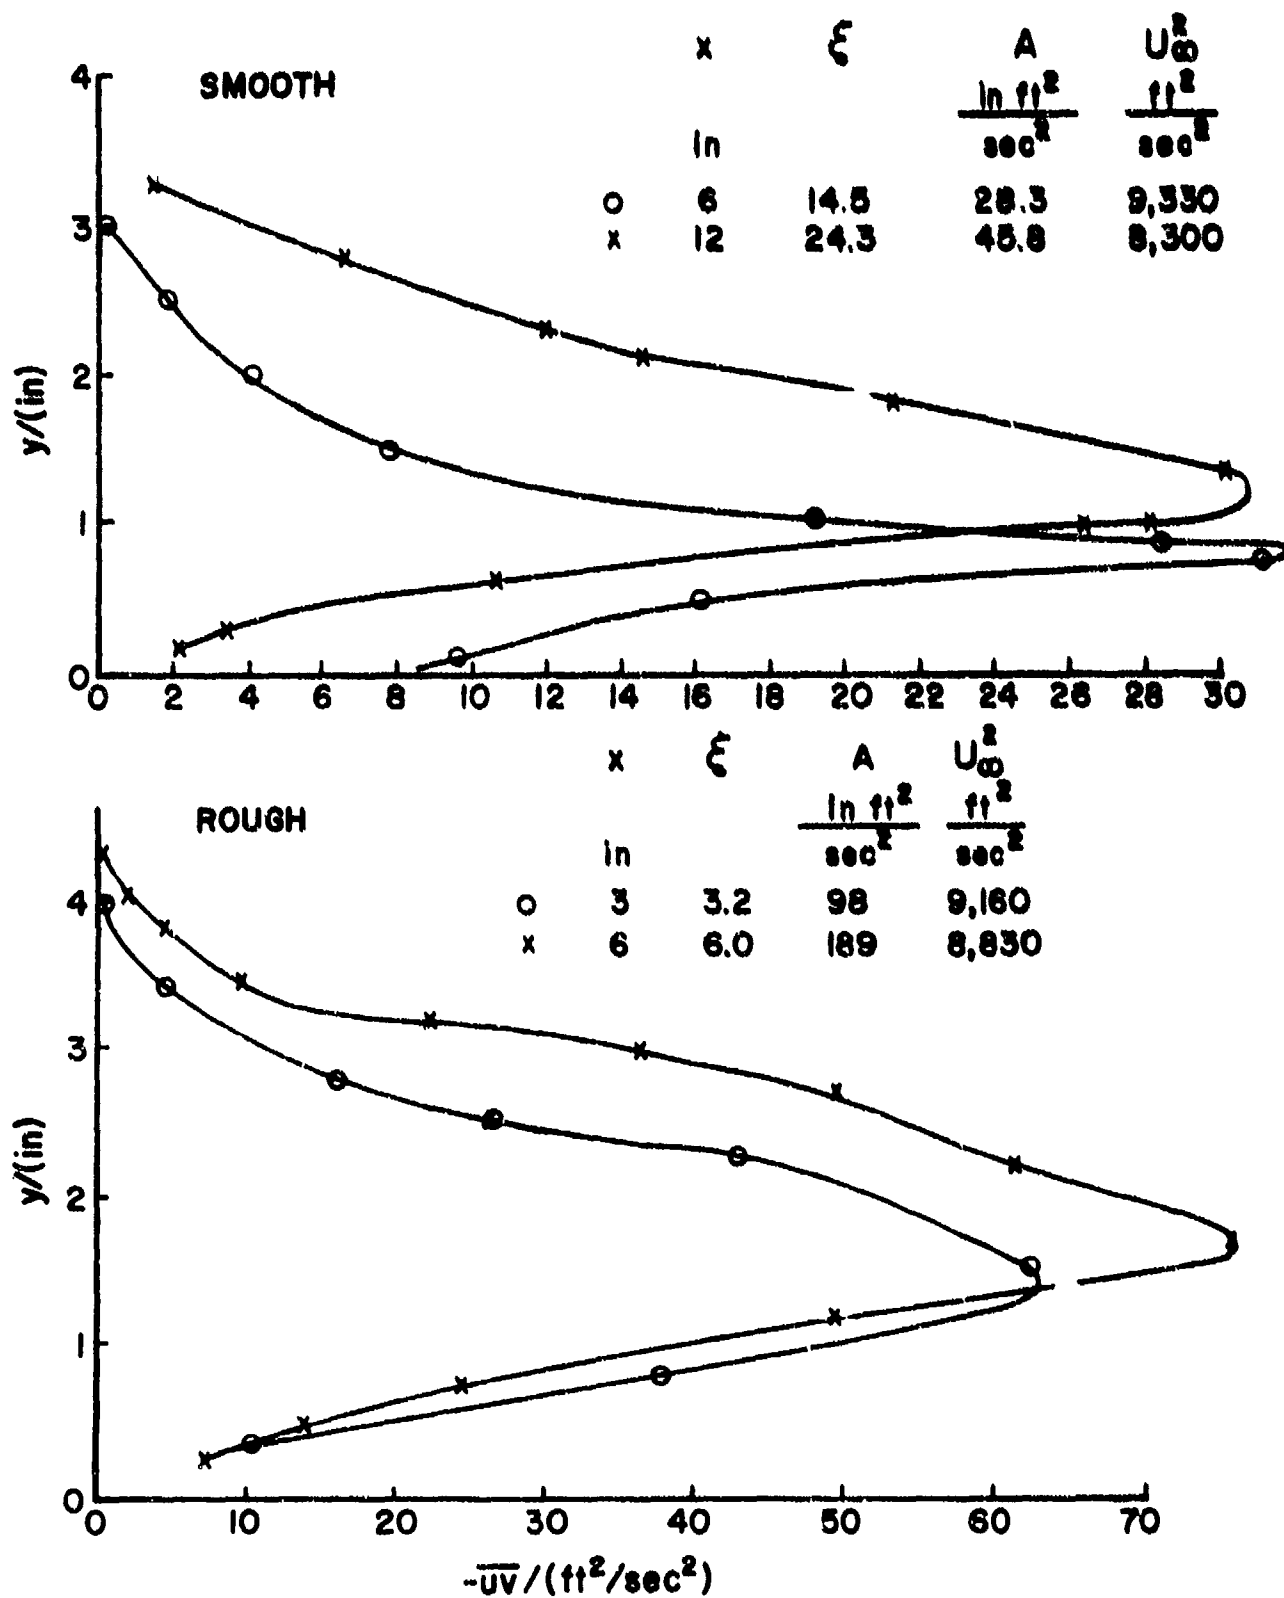 x ξ A U∞²
SMOOTH
in in ft²/sec² ft²/sec²
o 6 14.5 28.3 9,330
x 12 24.3 45.8 8,300
y/(in)
4
3
2
1
0
0 2 4 6 8 10 12 14 16 18 20 22 24 26 28 30
x ξ A U∞²
ROUGH
in in ft²/sec² ft²/sec²
o 3 3.2 98 9,160
x 6 6.0 189 8,830
y/(in)
4
3
2
1
0
0 10 20 30 40 50 60 70
-u̅v̅/(ft²/sec²)